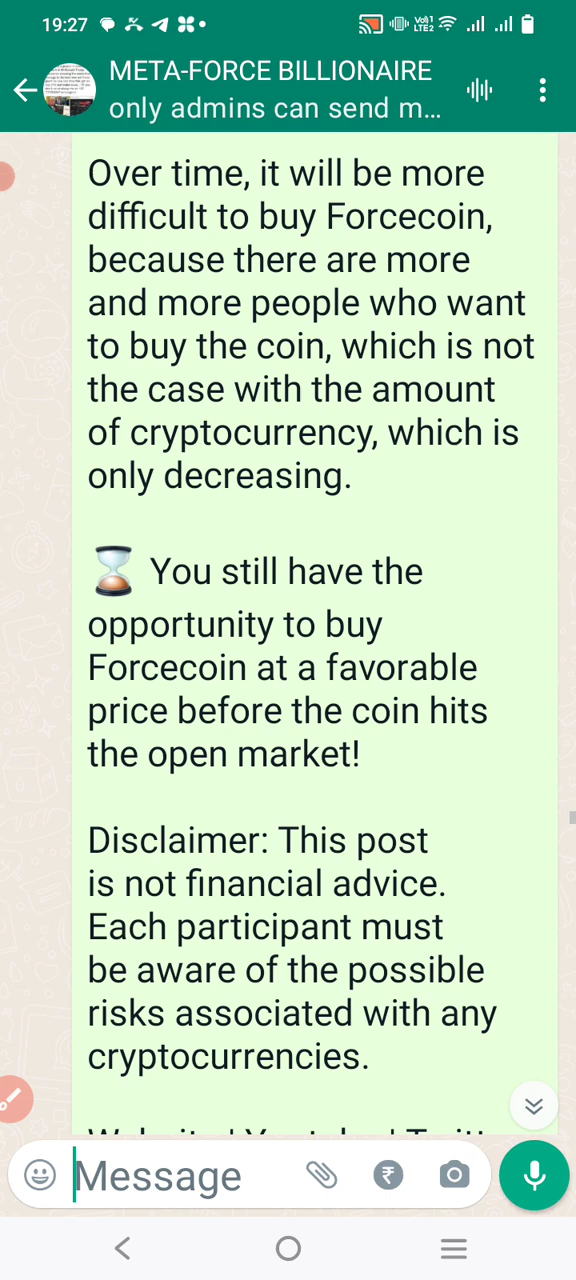 19:27
Vo))1
LTE2
META-FORCE BILLIONAIRE
only admins can send m...
Over time, it will be more
difficult to buy Forcecoin,
because there are more
and more people who want
to buy the coin, which is not
the case with the amount
of cryptocurrency, which is
only decreasing.
⏳ You still have the
opportunity to buy
Forcecoin at a favorable
price before the coin hits
the open market!
Disclaimer: This post
is not financial advice.
Each participant must
be aware of the possible
risks associated with any
cryptocurrencies.
Message